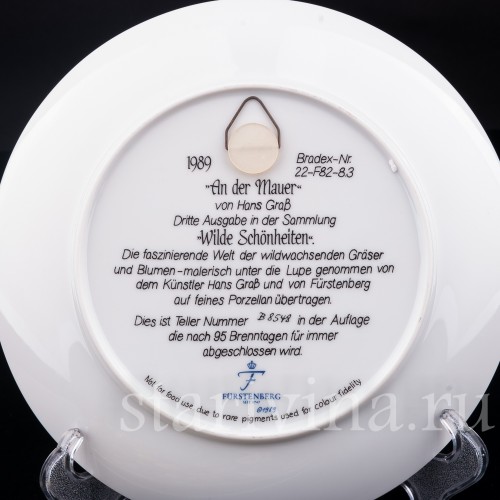 1989
Bradex-Nr.
22-F82-8.3
"An der Mauer"
von Hans Graß
Dritte Ausgabe in der Sammlung
"Wilde Schönheiten".
Die faszinierende Welt der wildwachsenden Gräser
und Blumen-malerisch unter die Lupe genommen von
dem Künstler Hans Graß und von Fürstenberg
auf feines Porzellan übertragen.
Dies ist Teller Nummer B8548 in der Auflage
die nach 95 Brenntagen für immer
abgeschlossen wird.
F
FÜRSTENBERG
Not for food use due to rare pigments used for colour fidelity
starivina.ru